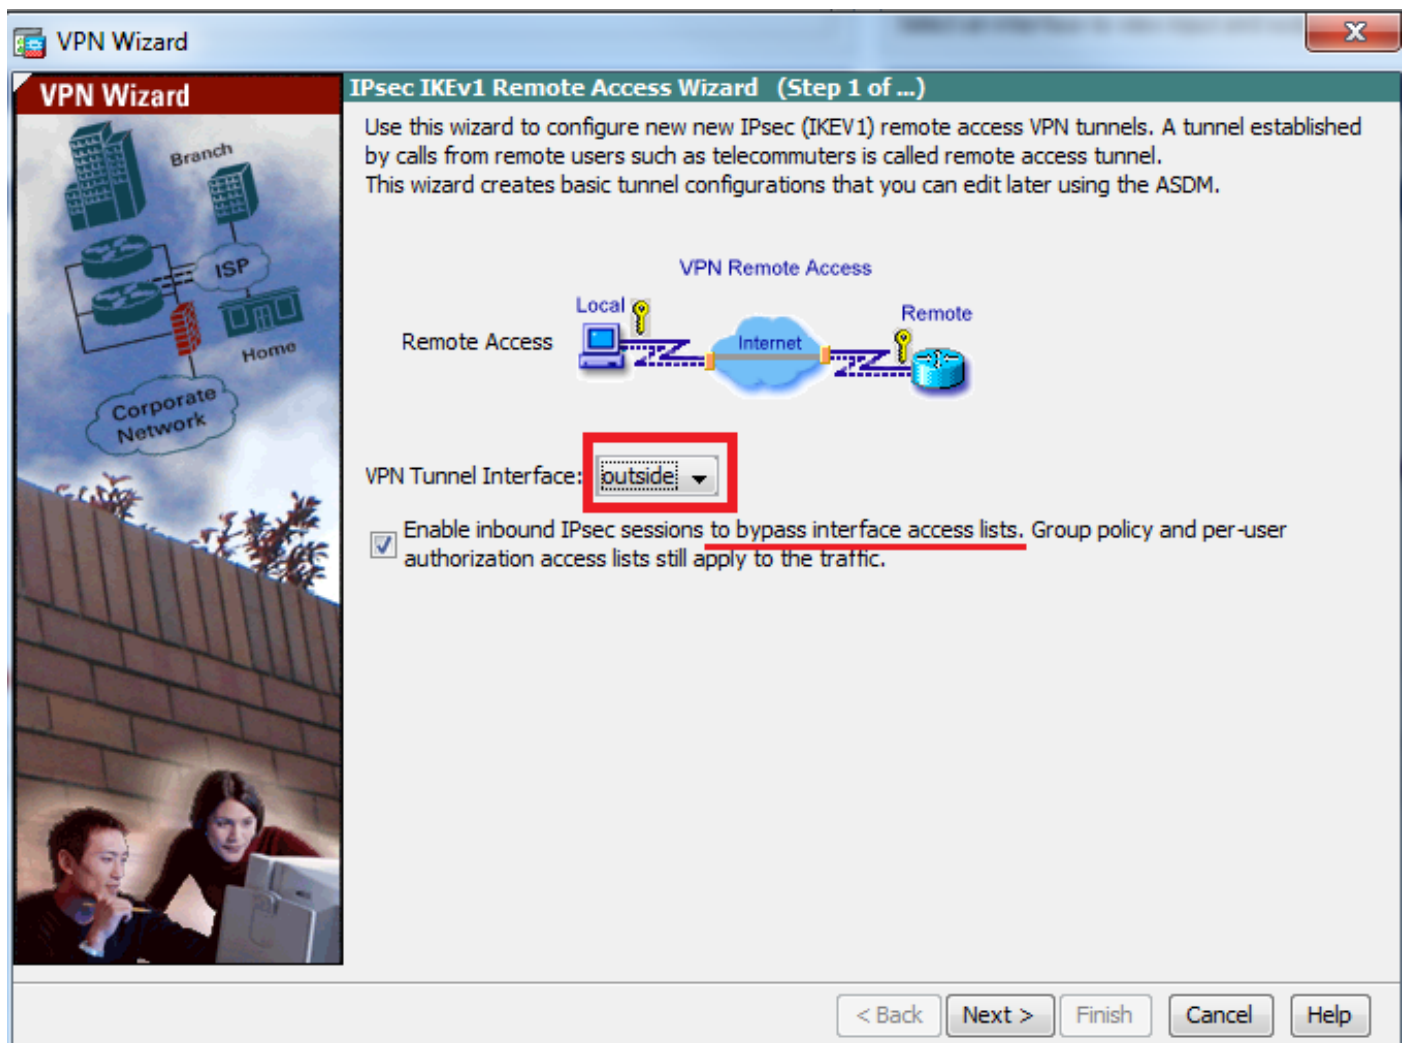 VPN Wizard
VPN Wizard
Branch
ISP
Home
Corporate
Network
IPsec IKEv1 Remote Access Wizard (Step 1 of ...)
Use this wizard to configure new new IPsec (IKEV1) remote access VPN tunnels. A tunnel established
by calls from remote users such as telecommuters is called remote access tunnel.
This wizard creates basic tunnel configurations that you can edit later using the ASDM.
VPN Remote Access
Local
Remote
Remote Access
Internet
VPN Tunnel Interface: outside
Enable inbound IPsec sessions to bypass interface access lists. Group policy and per-user
authorization access lists still apply to the traffic.
< Back Next > Finish Cancel Help